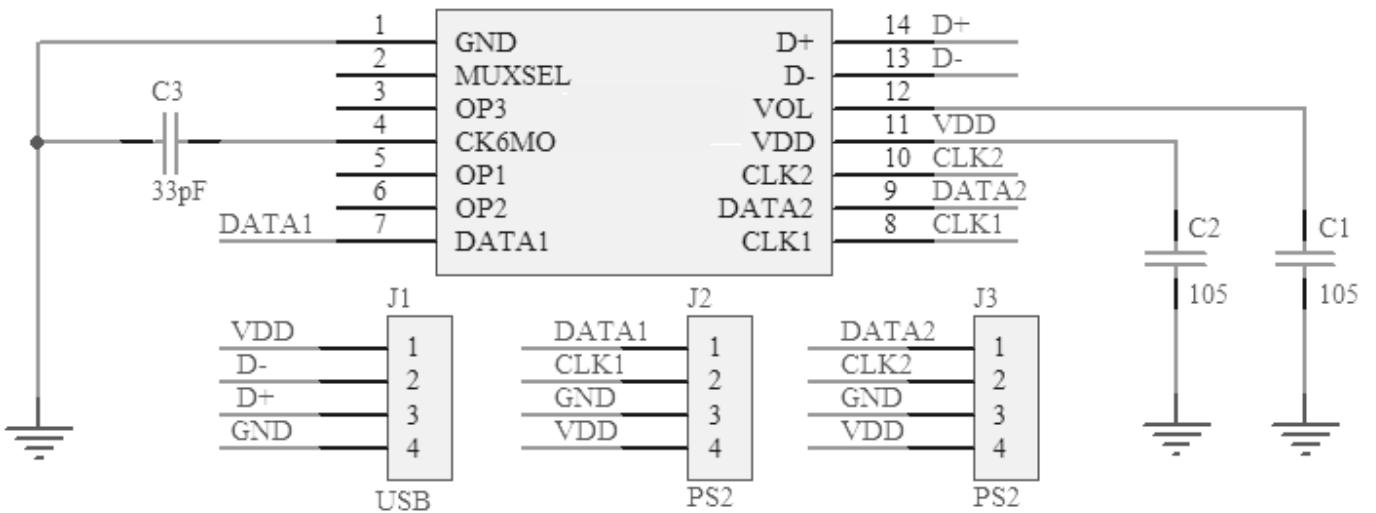 1 GND D+ 14 D+
2 MUXSEL D- 13 D-
3 OP3 VOL 12
C3
4 CK6MO VDD 11 VDD
5 OP1 CLK2 10 CLK2
33pF
6 OP2 DATA2 9 DATA2
DATA1 7 DATA1 CLK1 8 CLK1
C2 C1
105 105
J1 J2 J3
VDD 1 DATA1 1 DATA2 1
D- 2 CLK1 2 CLK2 2
D+ 3 GND 3 GND 3
GND 4 VDD 4 VDD 4
USB PS2 PS2